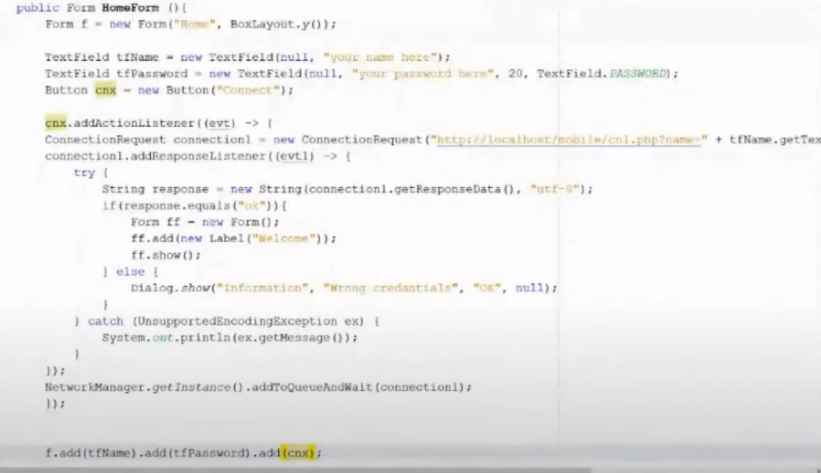 public Form HomeForm (){
Form f = new Form("Home", BoxLayout.y());
TextField tfName = new TextField(null, "your name here");
TextField tfPassword = new TextField(null, "your password here", 20, TextField.PASSWORD);
Button cnx = new Button("Connect");
cnx.addActionListener((evt) -> {
ConnectionRequest connection1 = new ConnectionRequest("http://localhost/mobile/cnl.php?name=" + tfName.getTex
connection1.addResponseListener((evt1) -> {
try {
String response = new String(connection1.getResponseData(), "utf-8");
if(response.equals("ok")){
Form ff = new Form();
ff.add(new Label("Welcome"));
ff.show();
} else {
Dialog.show("Information", "Wrong credantials", "OK", null);
}
} catch (UnsupportedEncodingException ex) {
System.out.println(ex.getMessage());
}
});
NetworkManager.getInstance().addToQueueAndWait(connection1);
});
f.add(tfName).add(tfPassword).add(cnx);